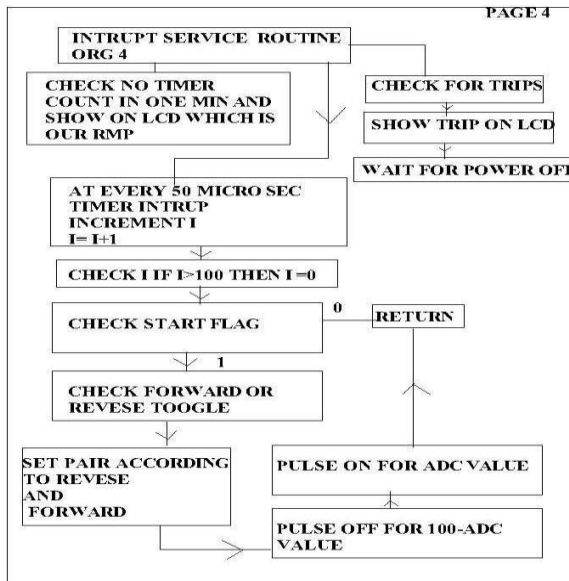 PAGE 4
INTRUPT SERVICE ROUTINE
ORG 4
CHECK NO TIMER
COUNT IN ONE MIN AND
SHOW ON LCD WHICH IS
OUR RMP
CHECK FOR TRIPS
SHOW TRIP ON LCD
WAIT FOR POWER OFF
AT EVERY 50 MICRO SEC
TIMER INTRUP
INCREMENT I
I= I+1
CHECK I IF I>100 THEN I =0
CHECK START FLAG
0
RETURN
1
CHECK FORWARD OR
REVESE TOOGLE
SET PAIR ACCORDING
TO REVESE
AND
FORWARD
PULSE ON FOR ADC VALUE
PULSE OFF FOR 100-ADC
VALUE